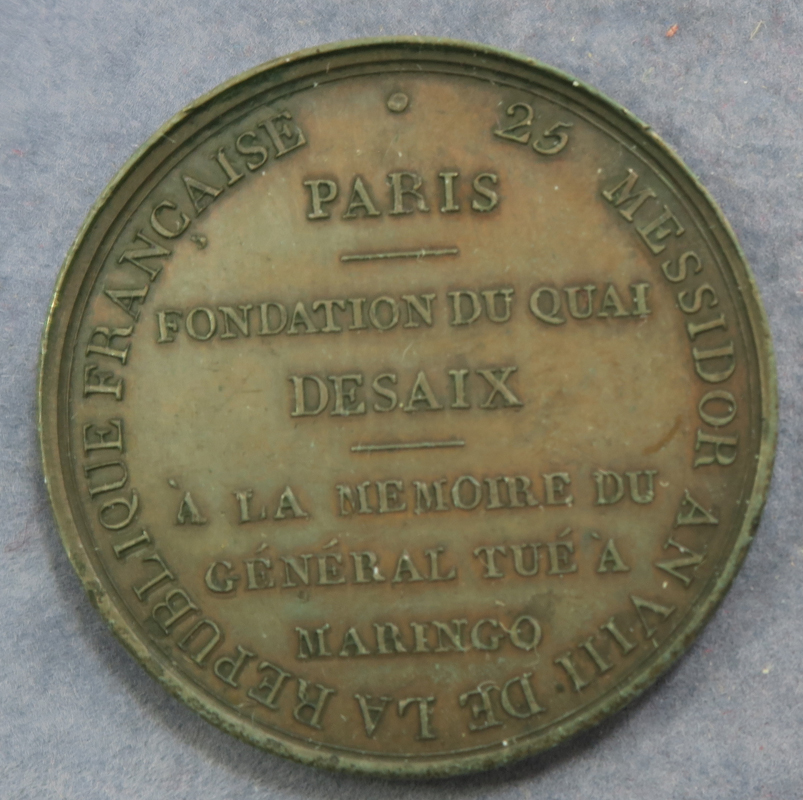 25 MESSIDOR AN VIII DE LA REPUBLIQUE FRANÇAISE
PARIS
FONDATION DU QUAI
DESAIX
À LA MEMOIRE DU
GÉNÉRAL TUÉ À
MARINGO